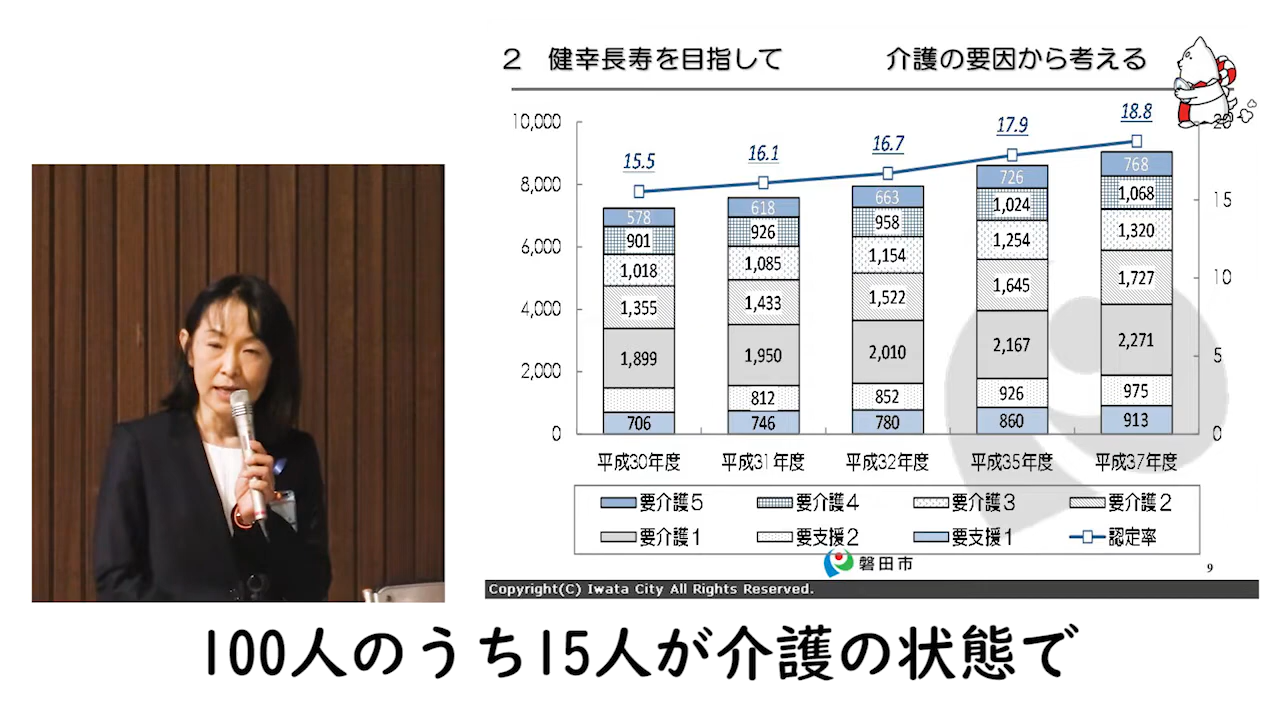 2 健幸長寿を目指して 介護の要因から考える
10,000
8,000
6,000
4,000
2,000
0
20
15
10
5
0
15.5 16.1 16.7 17.9 18.8
578 618 663 726 768
901 926 958 1,024 1,068
1,018 1,085 1,154 1,254 1,320
1,355 1,433 1,522 1,645 1,727
1,899 1,950 2,010 2,167 2,271
812 852 926 975
706 746 780 860 913
平成30年度 平成31年度 平成32年度 平成35年度 平成37年度
要介護5 要介護4 要介護3 要介護2
要介護1 要支援2 要支援1 認定率
磐田市
9
Copyright(C) Iwata City All Rights Reserved.
100人のうち15人が介護の状態で